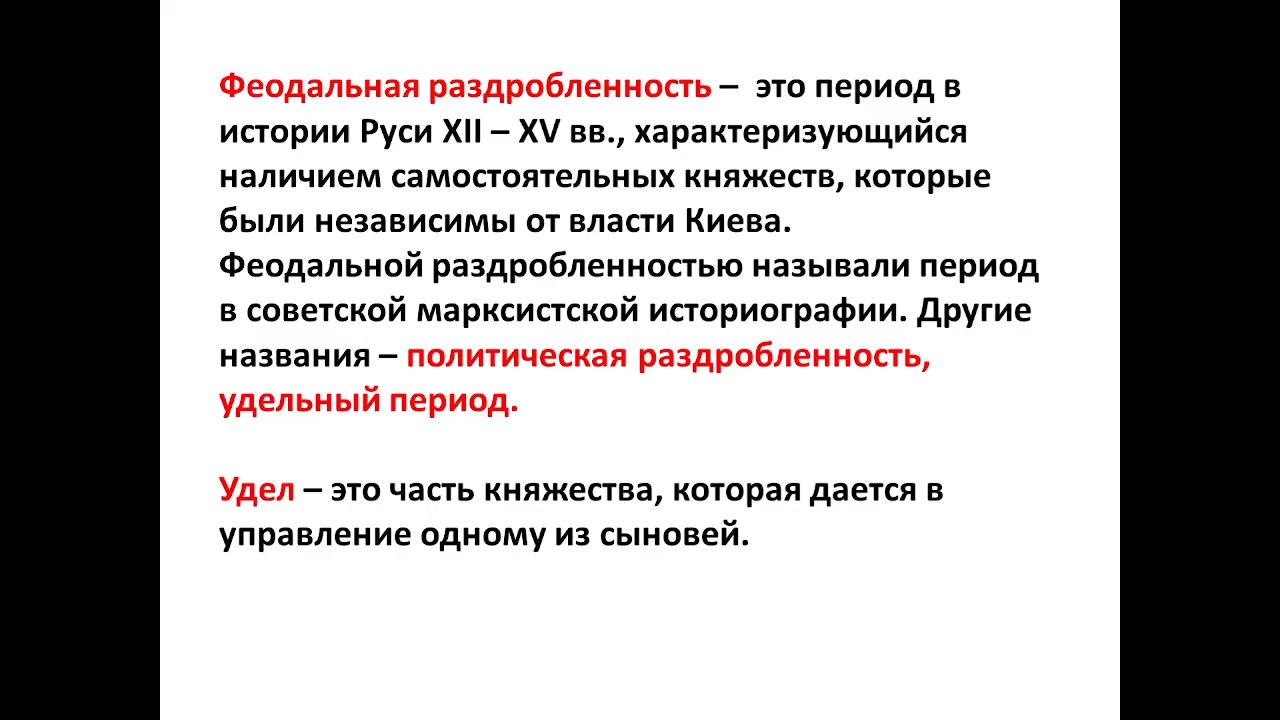 Феодальная раздробленность –  это период в
истории Руси XII – XV вв., характеризующийся
наличием самостоятельных княжеств, которые
были независимы от власти Киева.
Феодальной раздробленностью называли период
в советской марксистской историографии. Другие
названия – политическая раздробленность,
удельный период.
Удел – это часть княжества, которая дается в
управление одному из сыновей.